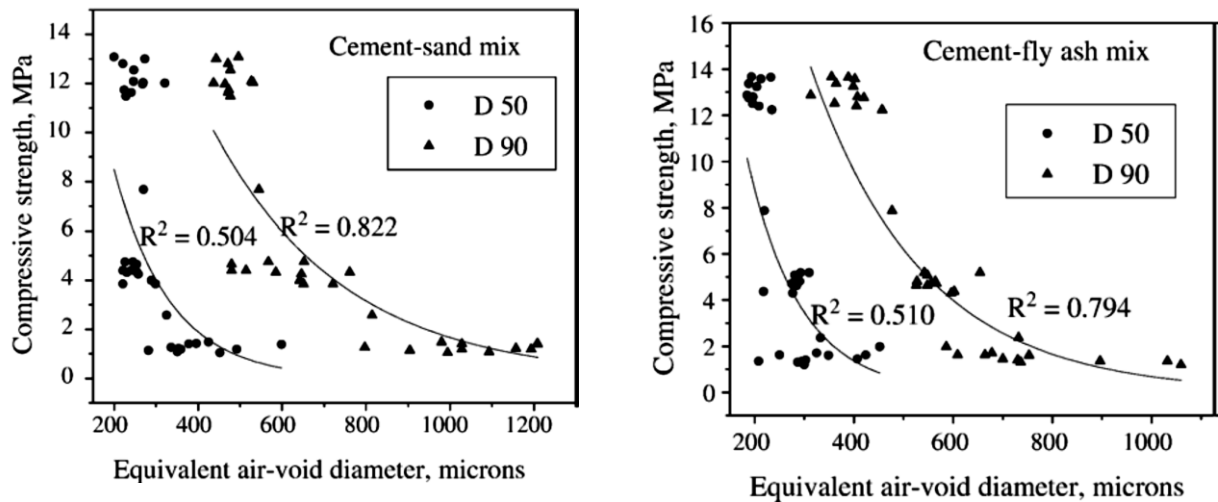 Compressive strength, MPa
14
12
10
8
6
4
2
0
Cement-sand mix
D 50
D 90
R² = 0.504
R² = 0.822
200 400 600 800 1000 1200
Equivalent air-void diameter, microns
Compressive strength, MPa
16
14
12
10
8
6
4
2
0
Cement-fly ash mix
D 50
D 90
R² = 0.510
R² = 0.794
200 400 600 800 1000
Equivalent air-void diameter, microns